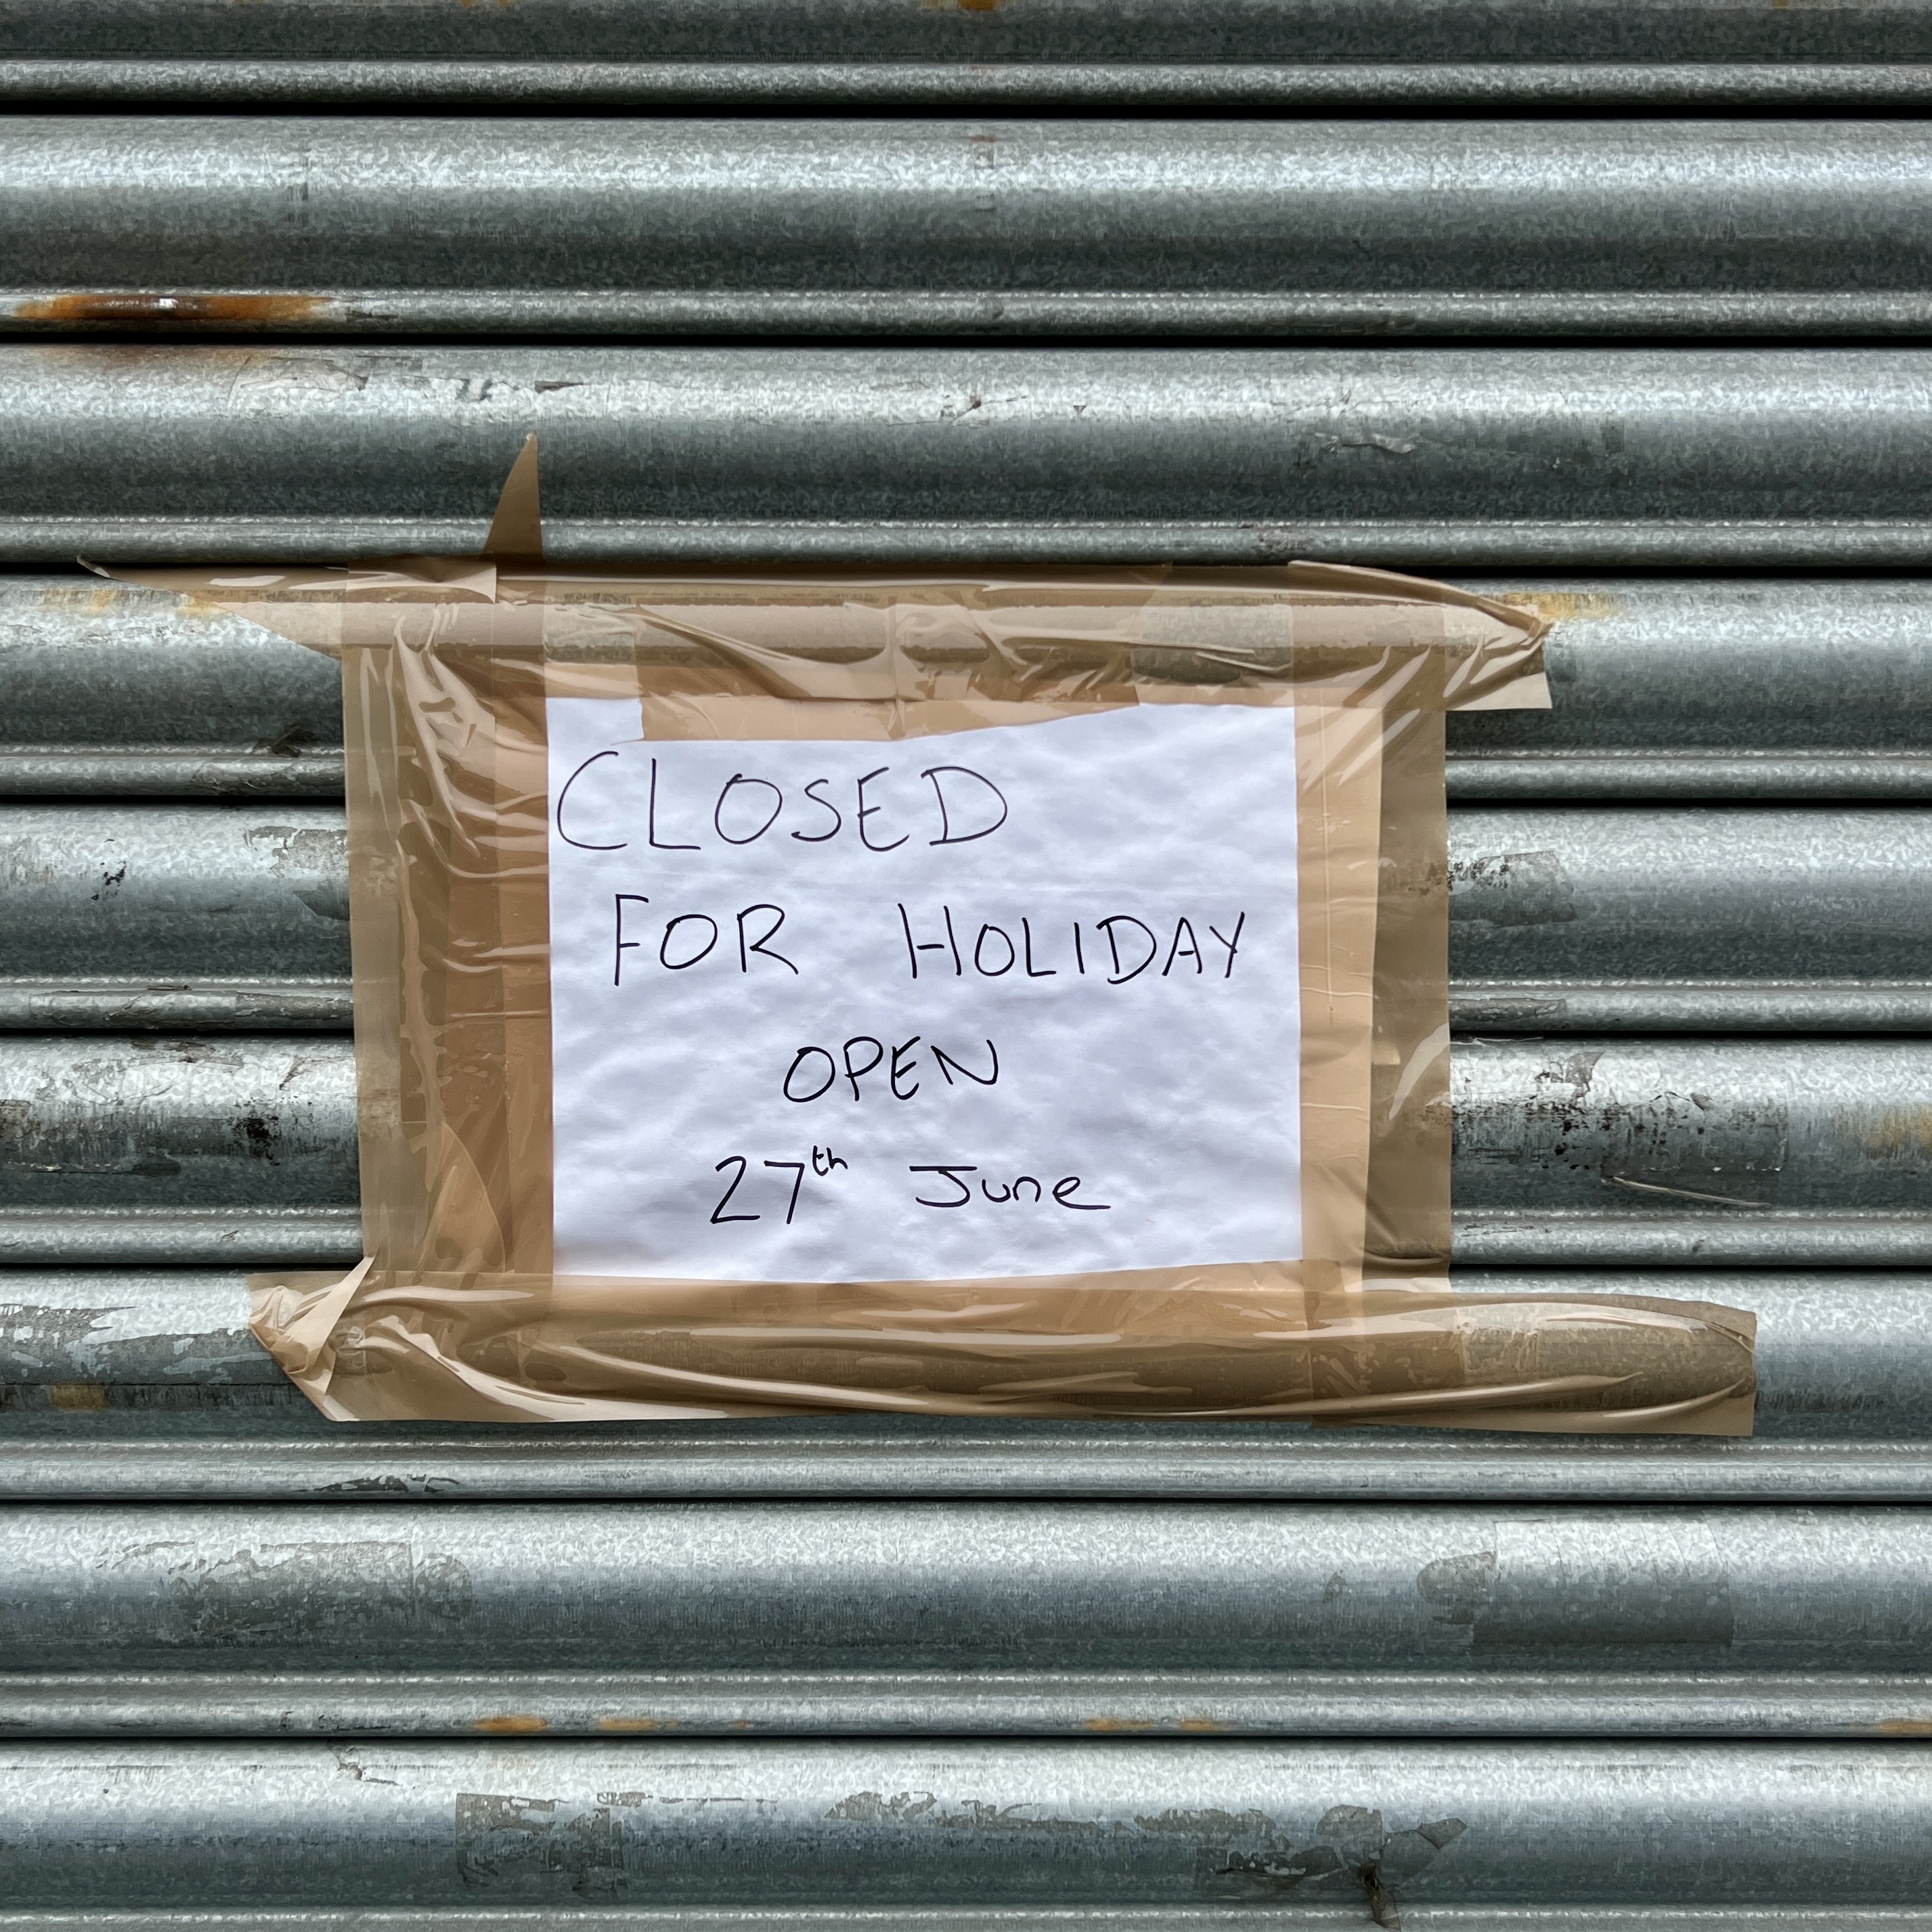 CLOSED
FOR HOLIDAY
OPEN
27th June